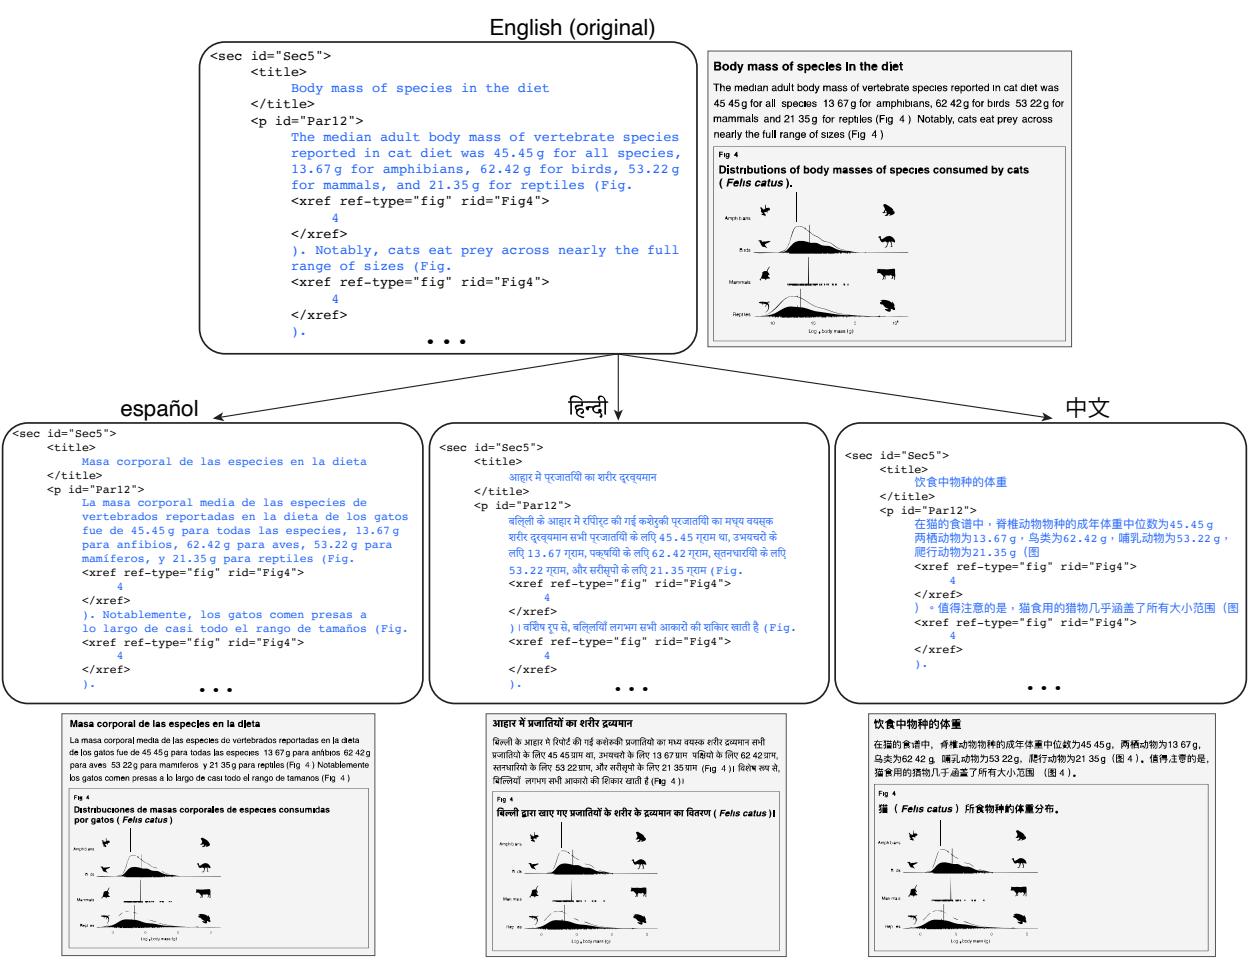 English (original)
<sec id="Sec5">
<title>
Body mass of species in the diet
</title>
<p id="Par12">
The median adult body mass of vertebrate species
reported in cat diet was 45.45 g for all species,
13.67 g for amphibians, 62.42 g for birds, 53.22 g
for mammals, and 21.35 g for reptiles (Fig.
<xref ref-type="fig" rid="Fig4">
4
</xref>
). Notably, cats eat prey across nearly the full
range of sizes (Fig.
<xref ref-type="fig" rid="Fig4">
4
</xref>
).
• • •
Body mass of species in the diet
The median adult body mass of vertebrate species reported in cat diet was
45 45 g for all species 13 67 g for amphibians, 62 42 g for birds 53 22 g for
mammals and 21 35 g for reptiles (Fig 4 ) Notably, cats eat prey across
nearly the full range of sizes (Fig 4 )
Fig 4
Distributions of body masses of species consumed by cats
( Felis catus ).
Amphibians
Birds
Mammals
Reptiles
Log body mass (g)
español
<sec id="Sec5">
<title>
Masa corporal de las especies en la dieta
</title>
<p id="Par12">
La masa corporal media de las especies de
vertebrados reportadas en la dieta de los gatos
fue de 45.45 g para todas las especies, 13.67 g
para anfibios, 62.42 g para aves, 53.22 g para
mamíferos, y 21.35 g para reptiles (Fig.
<xref ref-type="fig" rid="Fig4">
4
</xref>
). Notablemente, los gatos comen presas a
lo largo de casi todo el rango de tamaños (Fig.
<xref ref-type="fig" rid="Fig4">
4
</xref>
).
• • •
हिन्दी
<sec id="Sec5">
<title>
आहार में प्रजातियों का शरीर द्रव्यमान
</title>
<p id="Par12">
बिल्ली के आहार में रिपोर्ट की गई कशेरुकी प्रजातियों का मध्य वयस्क
शरीर द्रव्यमान सभी प्रजातियों के लिए 45.45 ग्राम था, उभयचरों के
लिए 13.67 ग्राम, पक्षियों के लिए 62.42 ग्राम, स्तनधारियों के लिए
53.22 ग्राम, और सरीसृपों के लिए 21.35 ग्राम (Fig.
<xref ref-type="fig" rid="Fig4">
4
</xref>
)। विशेष रूप से, बिल्लियाँ लगभग सभी आकारों की शिकार खाती है (Fig.
<xref ref-type="fig" rid="Fig4">
4
</xref>
).
• • •
中文
<sec id="Sec5">
<title>
饮食中物种的体重
</title>
<p id="Par12">
在猫的食谱中，脊椎动物物种的成年体重中位数为45.45 g
两栖动物为13.67 g，鸟类为62.42 g，哺乳动物为53.22 g，
爬行动物为21.35 g（图
<xref ref-type="fig" rid="Fig4">
4
</xref>
）。值得注意的是，猫食用的猎物几乎涵盖了所有大小范围（图
<xref ref-type="fig" rid="Fig4">
4
</xref>
).
• • •
Masa corporal de las especies en la dieta
La masa corporal media de las especies de vertebrados reportadas en la dieta
de los gatos fue de 45 45 g para todas las especies 13 67 g para anfibios 62 42 g
para aves 53 22 g para mamiferos y 21 35 g para reptiles (Fig 4 ) Notablemente
los gatos comen presas a lo largo de casi todo el rango de tamanos (Fig 4 )
Fig 4
Distribuciones de masas corporales de especies consumidas
por gatos ( Felis catus )
Amphibians
Mammals
Log body mass (g)
आहार में प्रजातियों का शरीर द्रव्यमान
बिल्ली के आहार में रिपोर्ट की गई कशेरुकी प्रजातियो का मध्य वयस्क शरीर द्रव्यमान सभी
प्रजातियो के लिए 45 45 ग्राम था, उभयचरो के लिए 13 67 ग्राम पक्षियो के लिए 62 42 ग्राम,
स्तनधारियो के लिए 53 22 ग्राम, और सरीसृपो के लिए 21 35 ग्राम (Fig 4 )। विशेष रूप से,
बिल्लियाँ लगभग सभी आकारो की शिकार खाती है (Fig 4 )।
Fig 4
बिल्ली द्वारा खाए गए प्रजातियों के शरीर के द्रव्यमान का वितरण ( Felis catus )।
Amphibians
Log body mass (g)
饮食中物种的体重
在猫的食谱中，脊椎动物物种的成年体重中位数为45 45g，两栖动物为13 67g，
鸟类为62 42g，哺乳动物为53 22g，爬行动物为21 35g（图 4 ）。值得注意的是，
猫食用的猎物几乎涵盖了所有大小范围 （图 4 ）。
Fig 4
猫 （ Felis catus ） 所食物种的体重分布。
Amphibians
Log body mass (g)